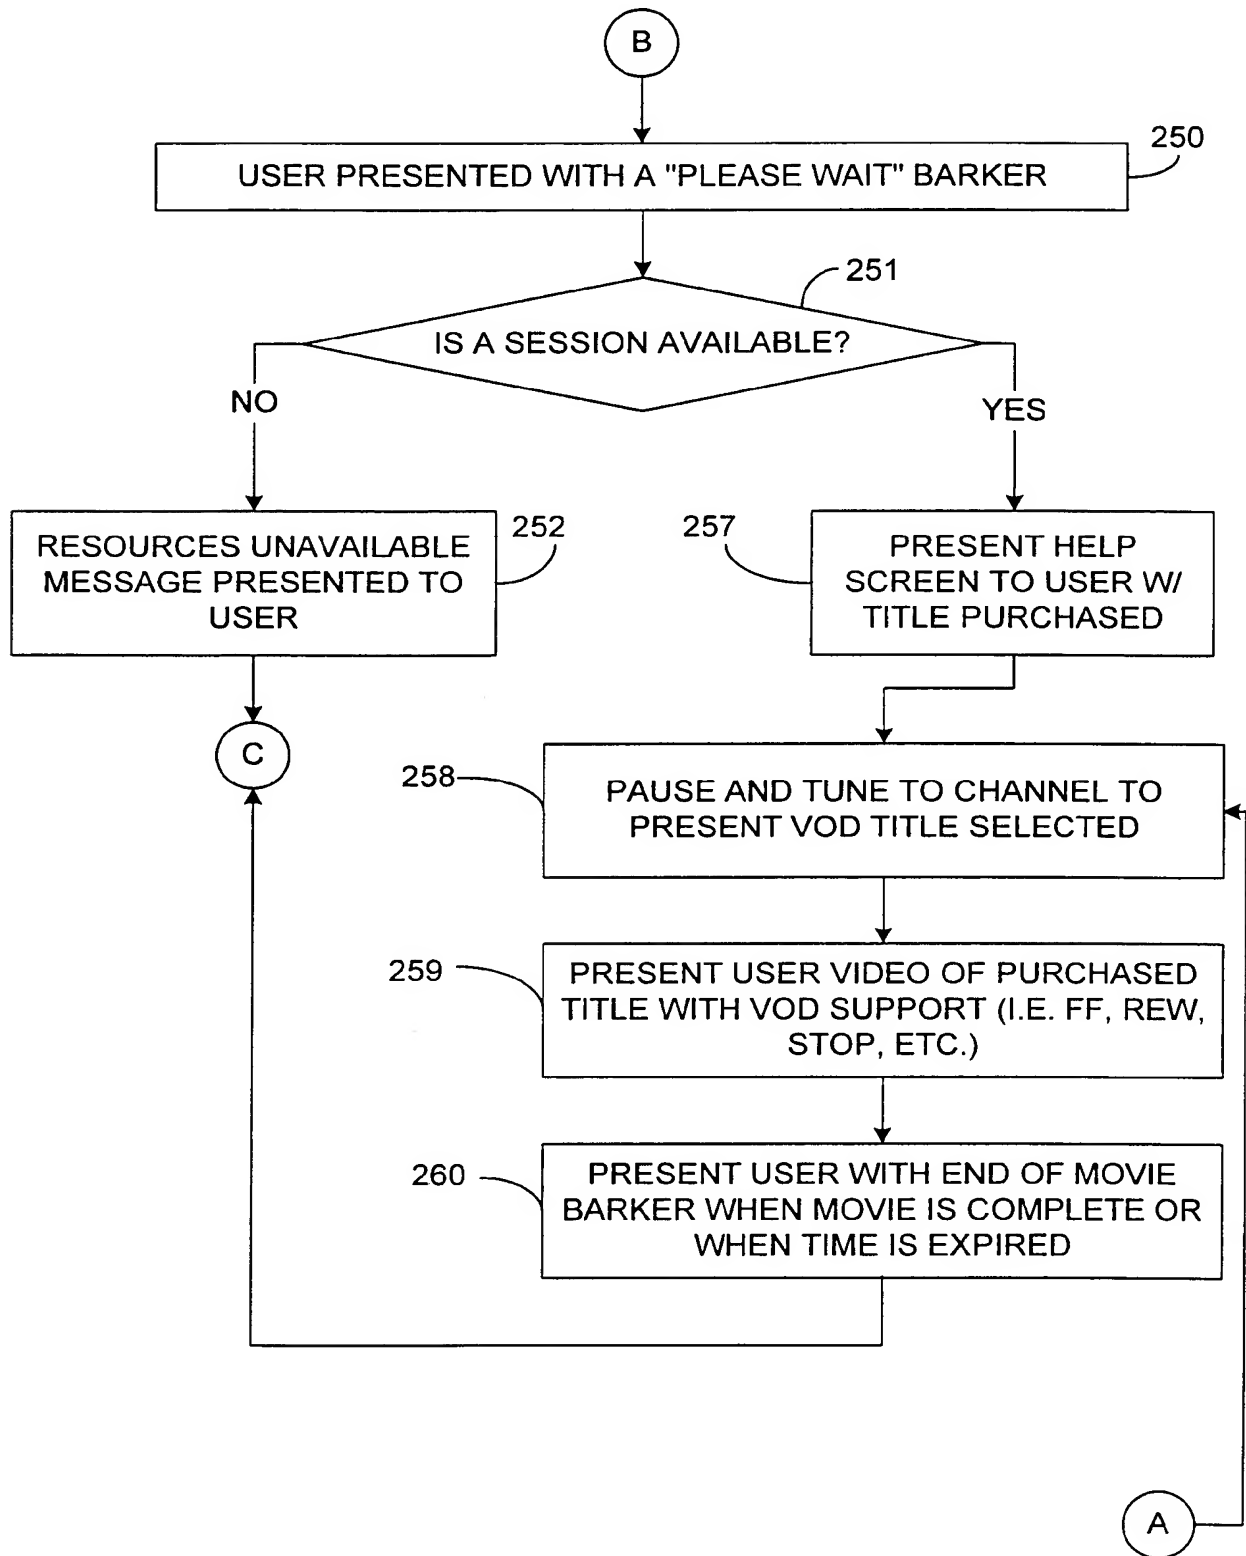 B
250
USER PRESENTED WITH A "PLEASE WAIT" BARKER
251
IS A SESSION AVAILABLE?
NO
YES
252
RESOURCES UNAVAILABLE
MESSAGE PRESENTED TO
USER
257
PRESENT HELP
SCREEN TO USER W/
TITLE PURCHASED
C
258
PAUSE AND TUNE TO CHANNEL TO
PRESENT VOD TITLE SELECTED
259
PRESENT USER VIDEO OF PURCHASED
TITLE WITH VOD SUPPORT (I.E. FF, REW,
STOP, ETC.)
260
PRESENT USER WITH END OF MOVIE
BARKER WHEN MOVIE IS COMPLETE OR
WHEN TIME IS EXPIRED
A